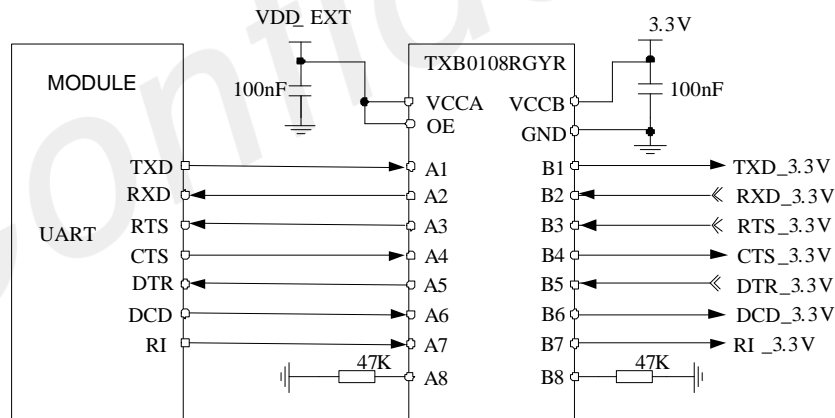 VDD_EXT
3.3V
MODULE
TXB0108RGYR
100nF
VCCA
VCCB
100nF
OE
GND
TXD
A1
B1
TXD_3.3V
RXD
A2
B2
RXD_3.3V
UART
RTS
A3
B3
RTS_3.3V
CTS
A4
B4
CTS_3.3V
DTR
A5
B5
DTR_3.3V
DCD
A6
B6
DCD_3.3V
RI
A7
B7
RI _3.3V
47K
A8
B8
47K